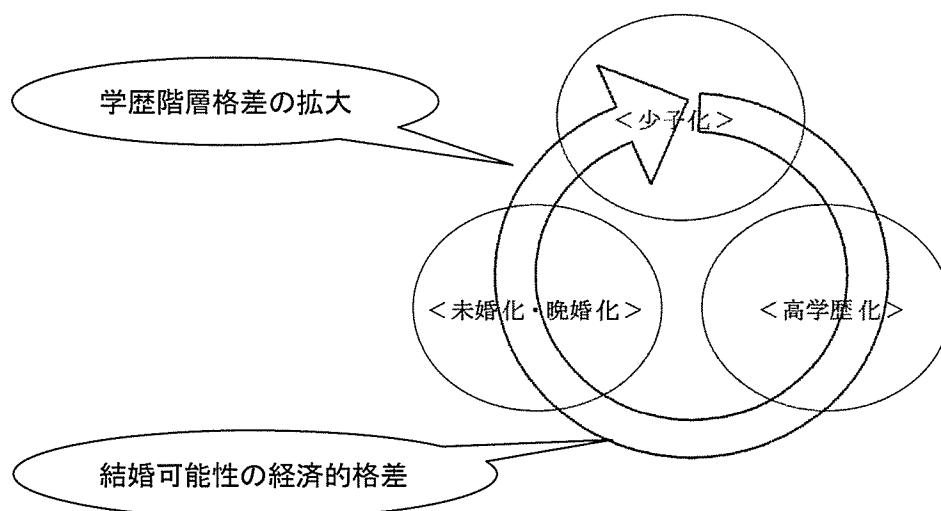 学歴階層格差の拡大
＜少子化＞
＜未婚化・晩婚化＞
＜高学歴化＞
結婚可能性の経済的格差